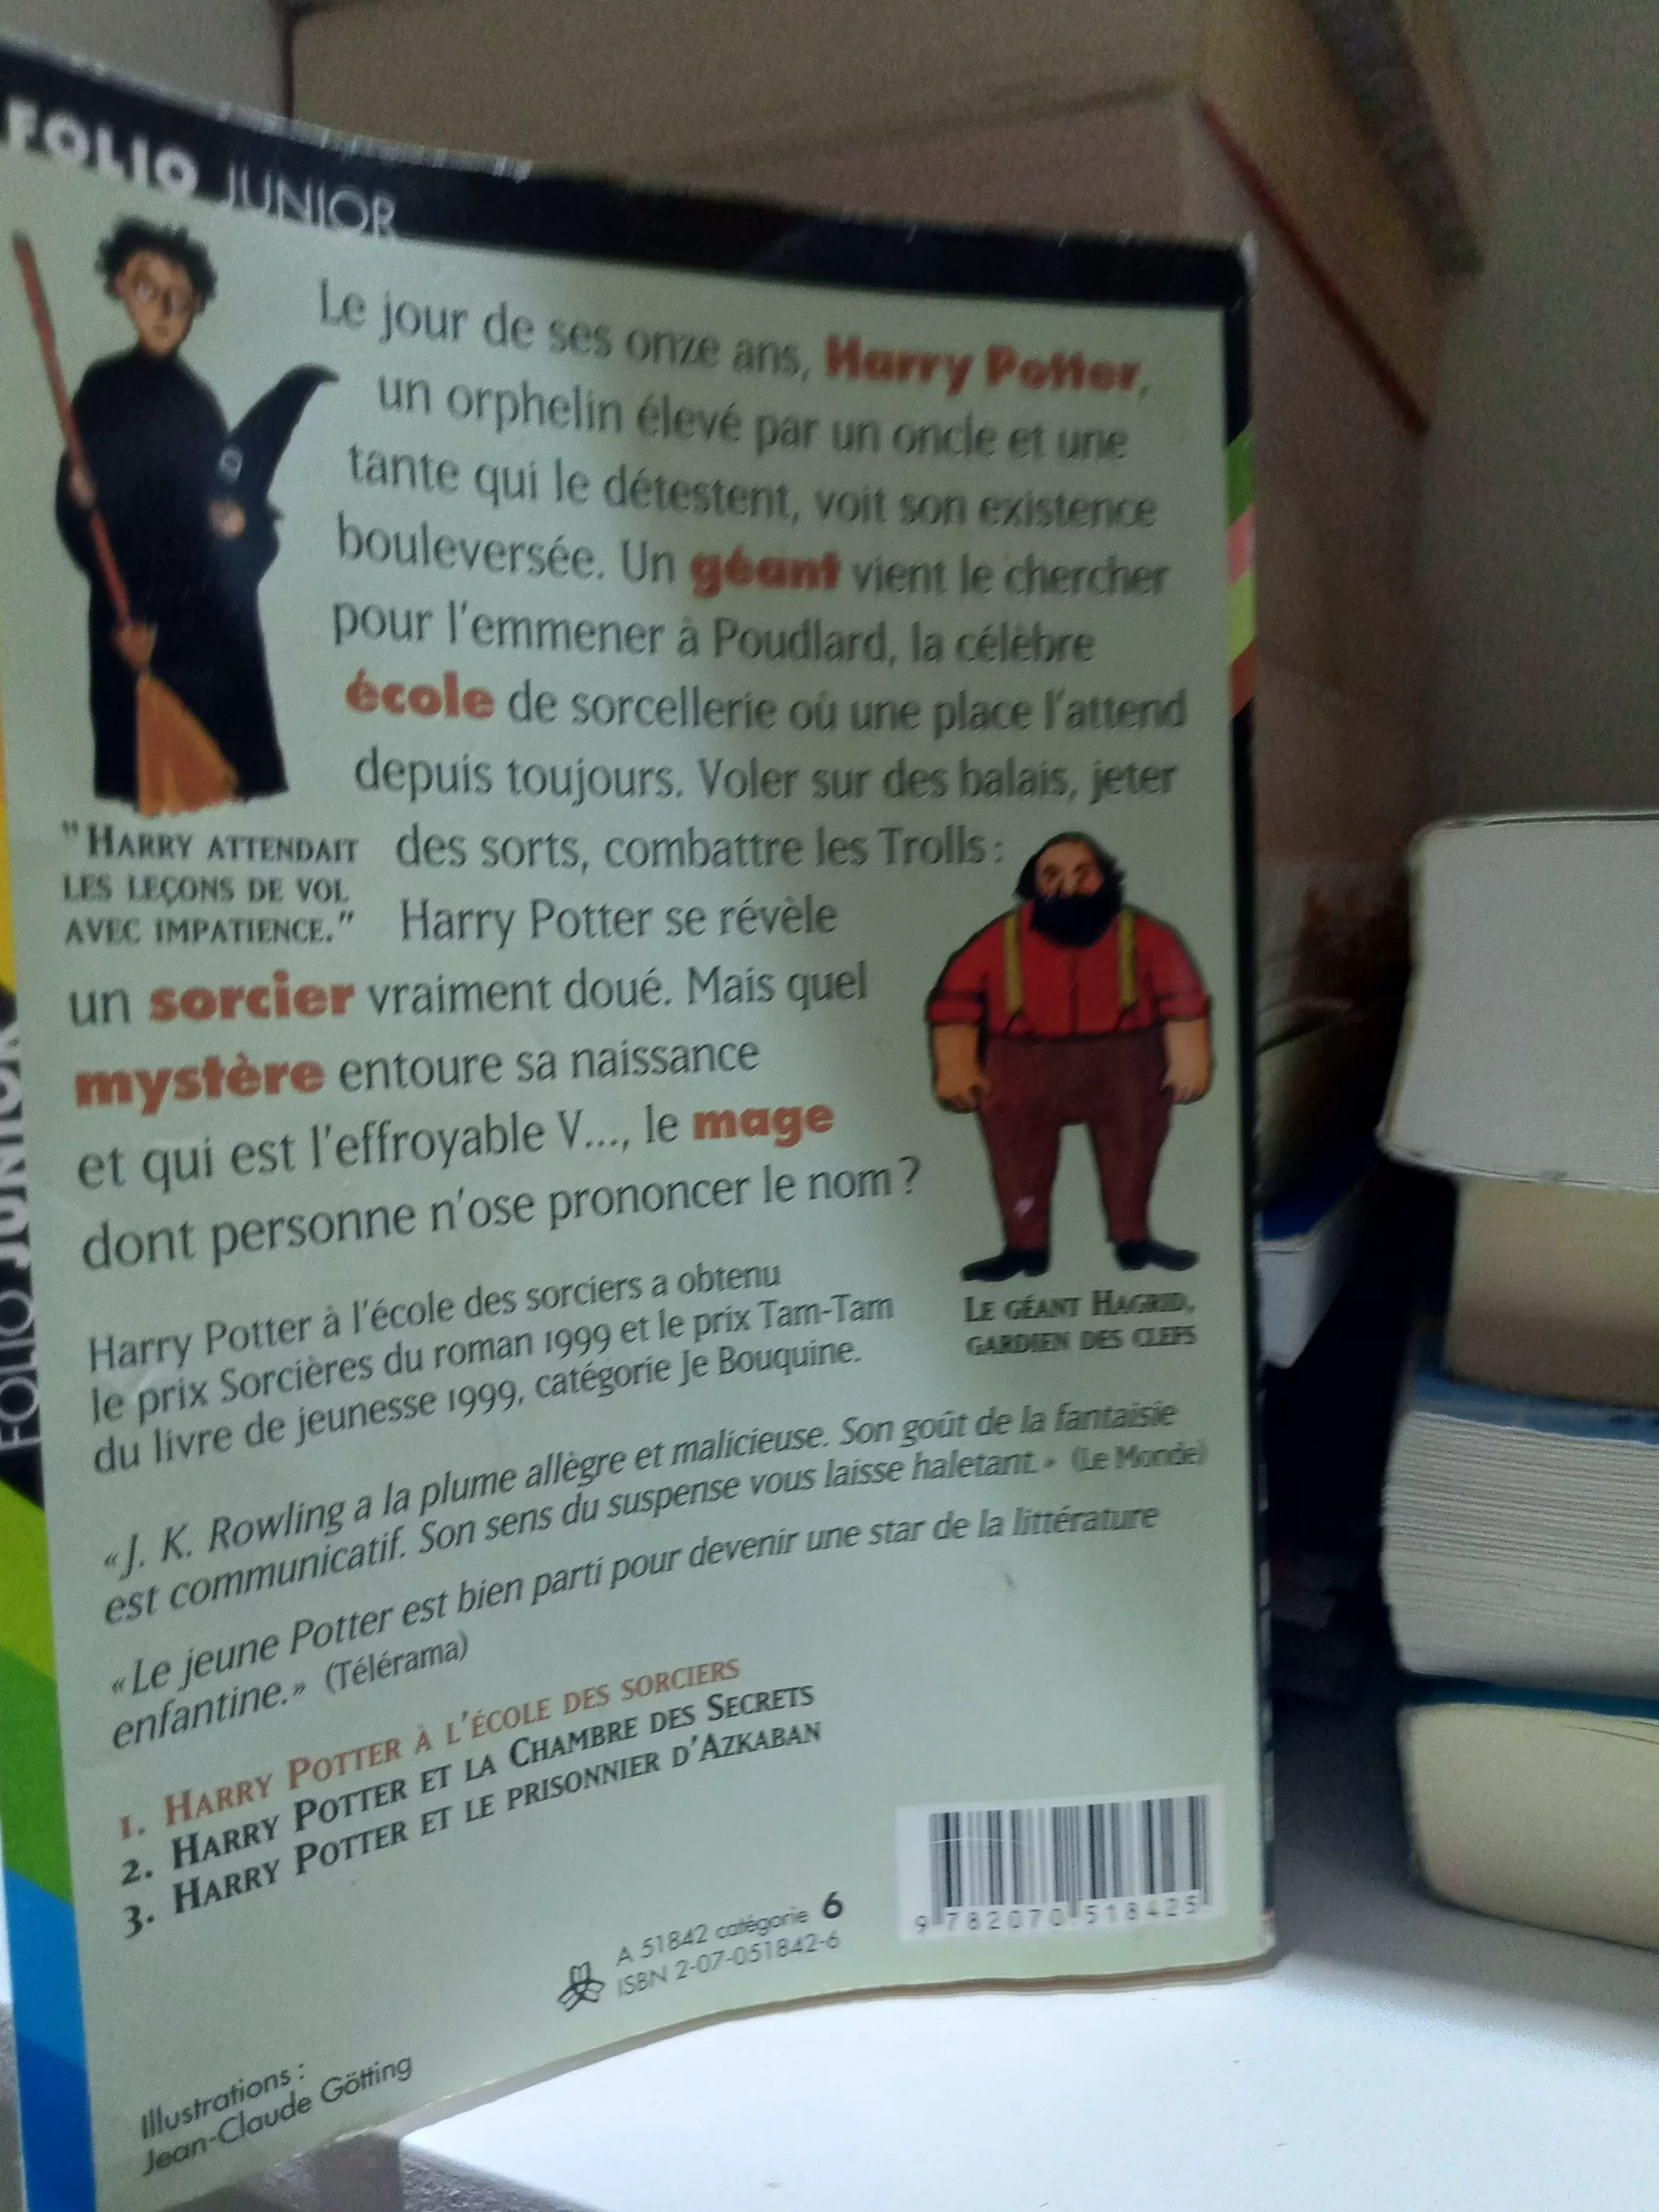 FOLIO JUNIOR
Le jour de ses onze ans, Harry Potter,
un orphelin élevé par un oncle et une
tante qui le détestent, voit son existence
bouleversée. Un géant vient le chercher
pour l'emmener à Poudlard, la célèbre
école de sorcellerie où une place l'attend
depuis toujours. Voler sur des balais, jeter
des sorts, combattre les Trolls :
Harry Potter se révèle
un sorcier vraiment doué. Mais quel
mystère entoure sa naissance
et qui est l'effroyable V..., le mage
dont personne n'ose prononcer le nom ?
"HARRY ATTENDAIT
LES LEÇONS DE VOL
AVEC IMPATIENCE."
LE GÉANT HAGRID,
GARDIEN DES CLEFS
Harry Potter à l'école des sorciers a obtenu
le prix Sorcières du roman 1999 et le prix Tam-Tam
du livre de jeunesse 1999, catégorie Je Bouquine.
«J. K. Rowling a la plume allègre et malicieuse. Son goût de la fantaisie
est communicatif. Son sens du suspense vous laisse haletant.» (Le Monde)
«Le jeune Potter est bien parti pour devenir une star de la littérature
enfantine.» (Télérama)
1. HARRY POTTER À L'ÉCOLE DES SORCIERS
2. HARRY POTTER ET LA CHAMBRE DES SECRETS
3. HARRY POTTER ET LE PRISONNIER D'AZKABAN
A 51842 catégorie 6
ISBN 2-07-051842-6
9 782070 518425
Illustrations :
Jean-Claude Götting
FOLIO JUNIOR